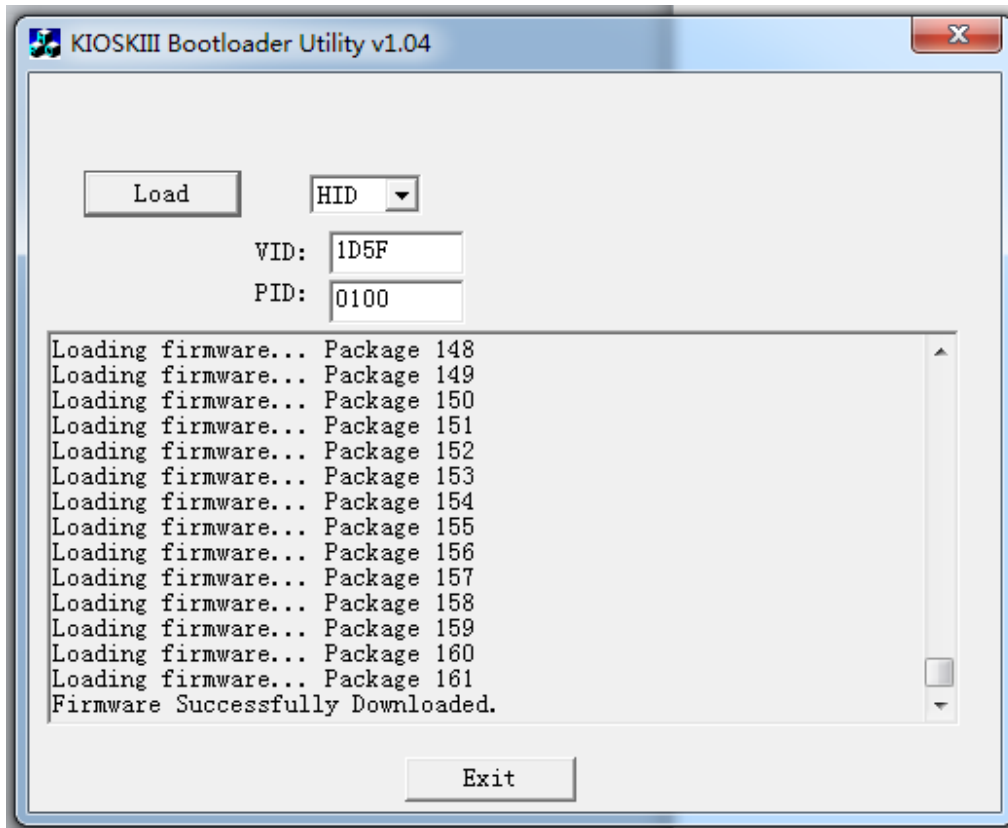 KIOSKIII Bootloader Utility v1.04
Load
HID
VID: 1D5F
PID: 0100
Loading firmware... Package 148
Loading firmware... Package 149
Loading firmware... Package 150
Loading firmware... Package 151
Loading firmware... Package 152
Loading firmware... Package 153
Loading firmware... Package 154
Loading firmware... Package 155
Loading firmware... Package 156
Loading firmware... Package 157
Loading firmware... Package 158
Loading firmware... Package 159
Loading firmware... Package 160
Loading firmware... Package 161
Firmware Successfully Downloaded.
Exit